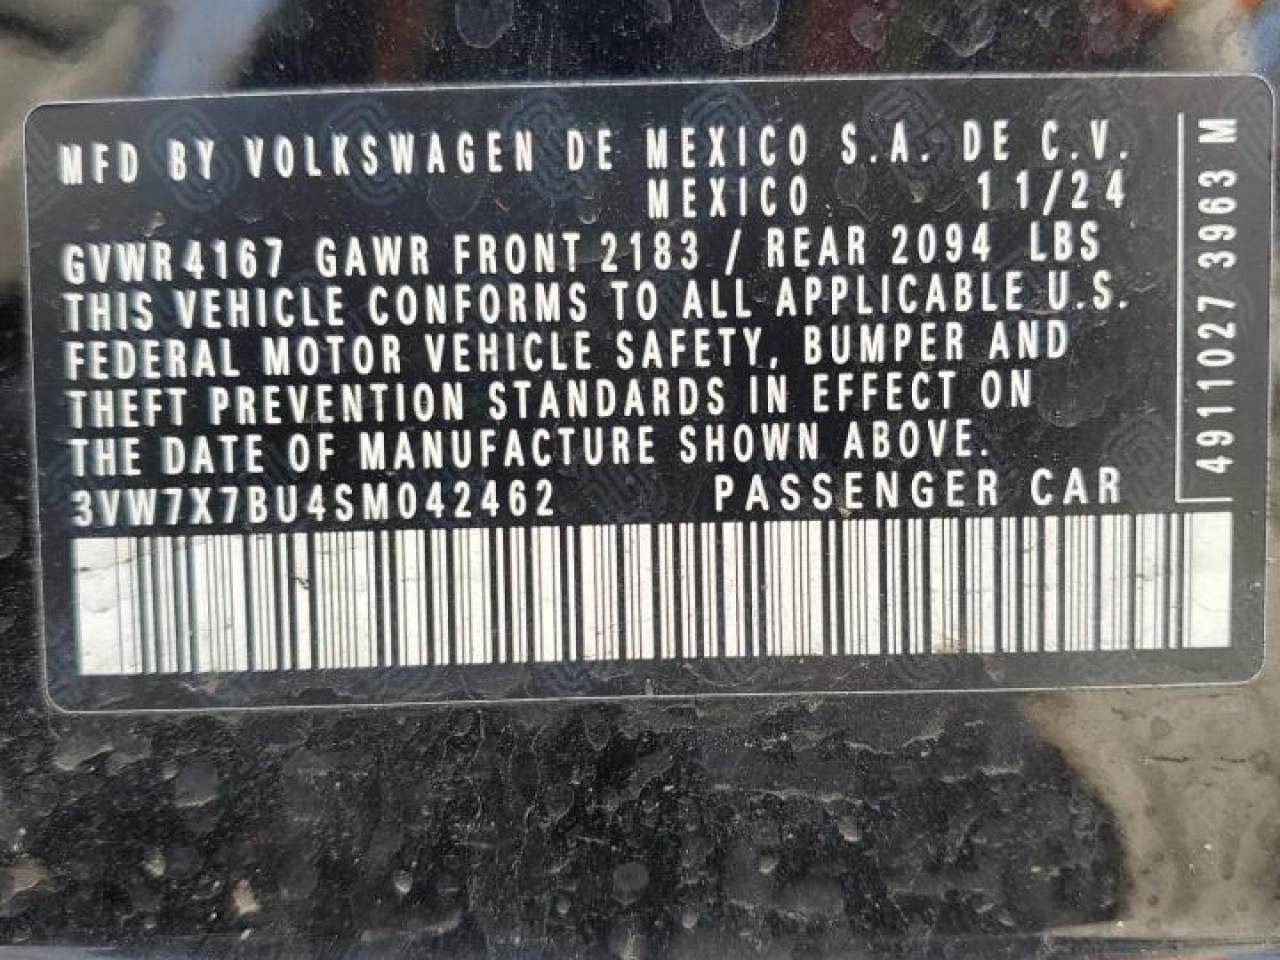 MFD BY VOLKSWAGEN DE MEXICO S.A. DE C.V.
MEXICO 11/24
GVWR 4167 GAWR FRONT 2183 / REAR 2094 LBS
THIS VEHICLE CONFORMS TO ALL APPLICABLE U.S.
FEDERAL MOTOR VEHICLE SAFETY, BUMPER AND
THEFT PREVENTION STANDARDS IN EFFECT ON
THE DATE OF MANUFACTURE SHOWN ABOVE.
3VW7X7BU4SM042462 PASSENGER CAR
4911027 3963 M